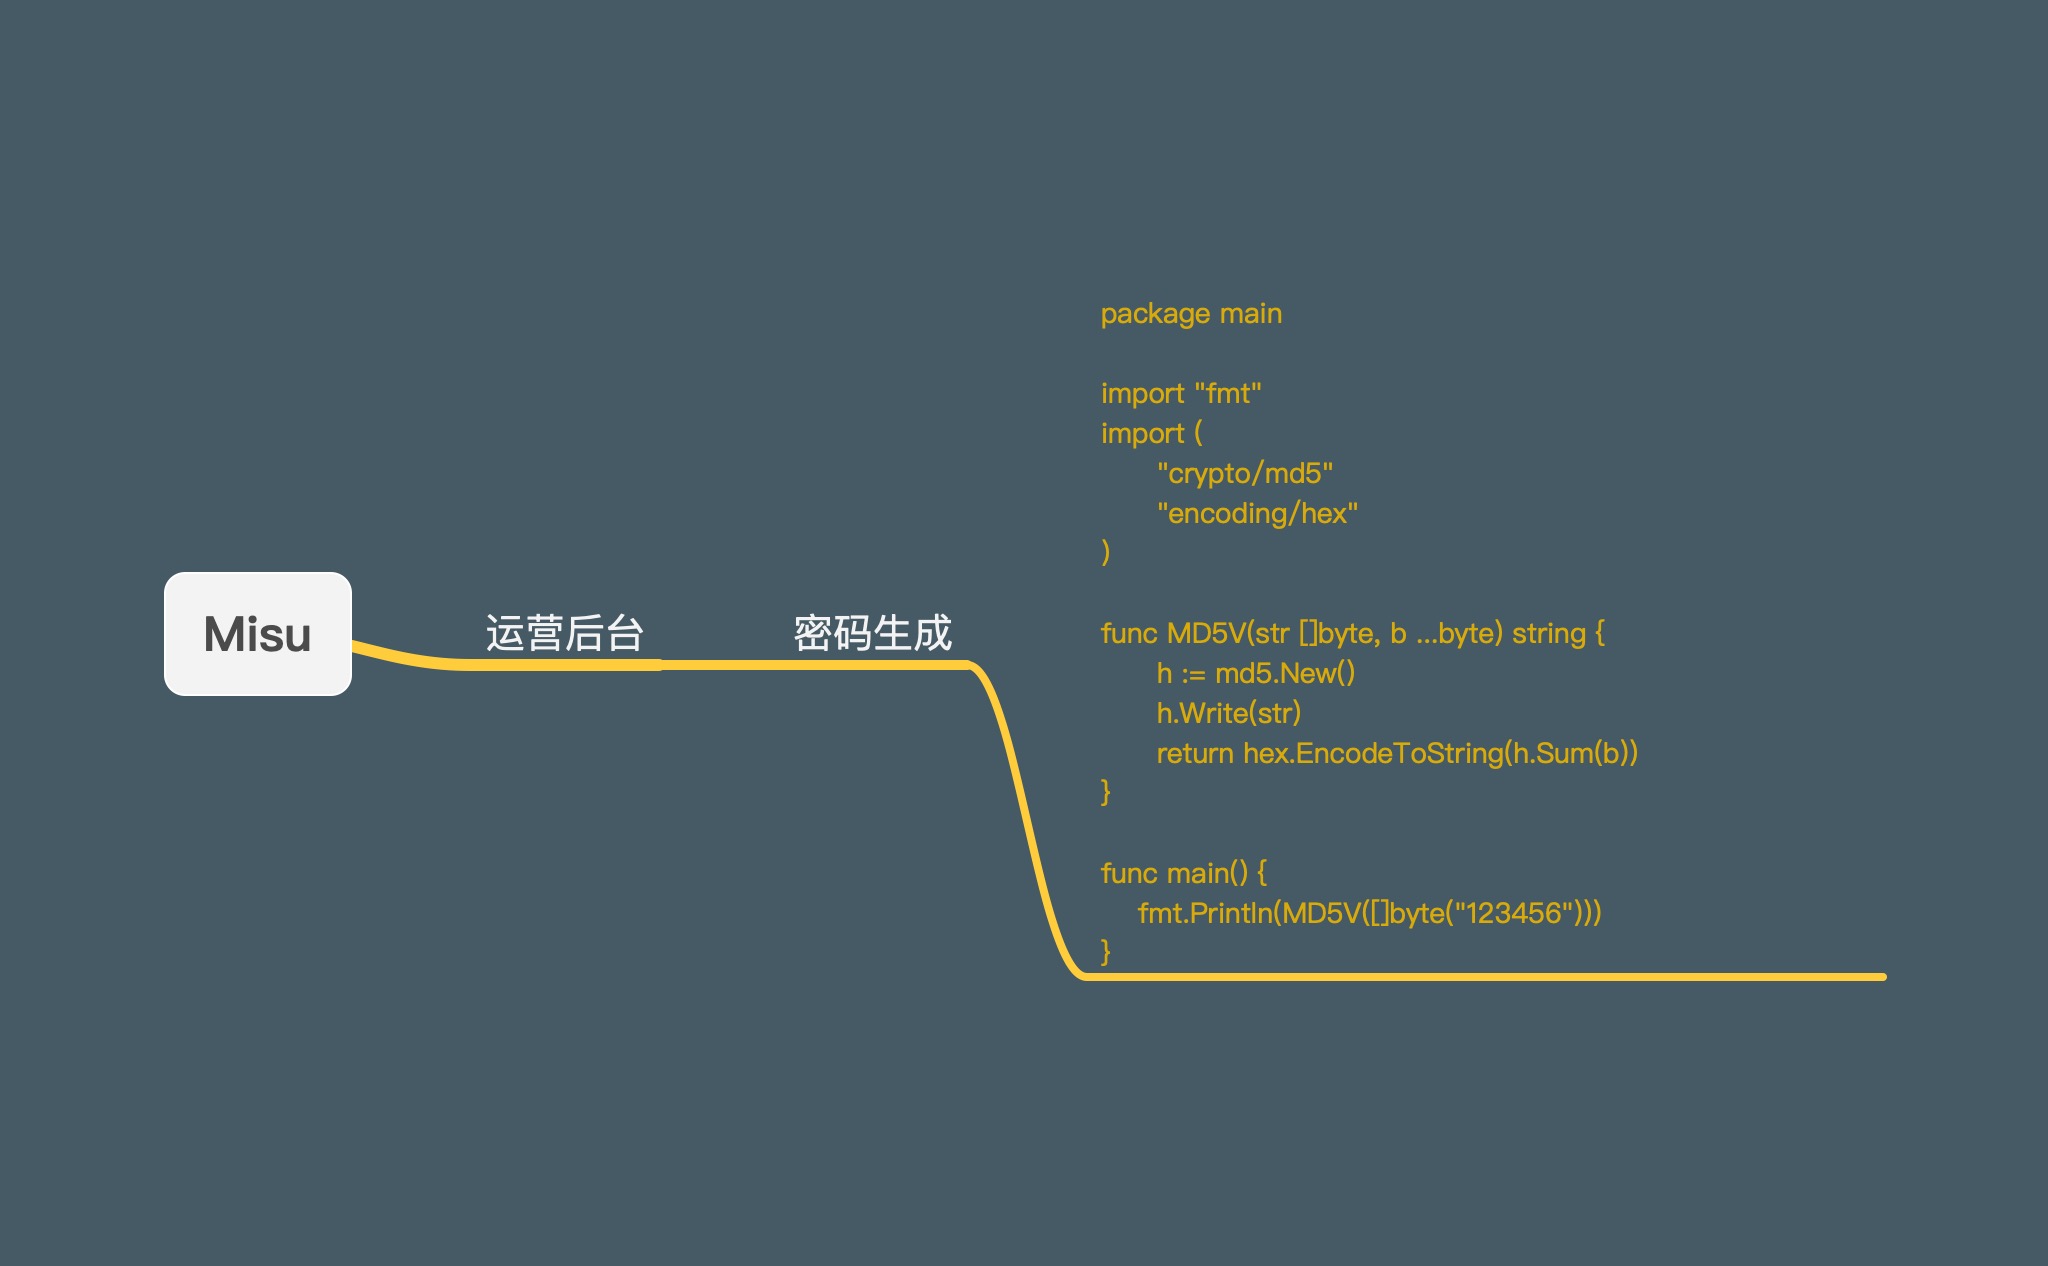 Misu
运营后台
密码生成
package main

import "fmt"
import (
	"crypto/md5"
	"encoding/hex"
)

func MD5V(str []byte, b ...byte) string {
	h := md5.New()
	h.Write(str)
	return hex.EncodeToString(h.Sum(b))
}

func main() {
    fmt.Println(MD5V([]byte("123456")))
}